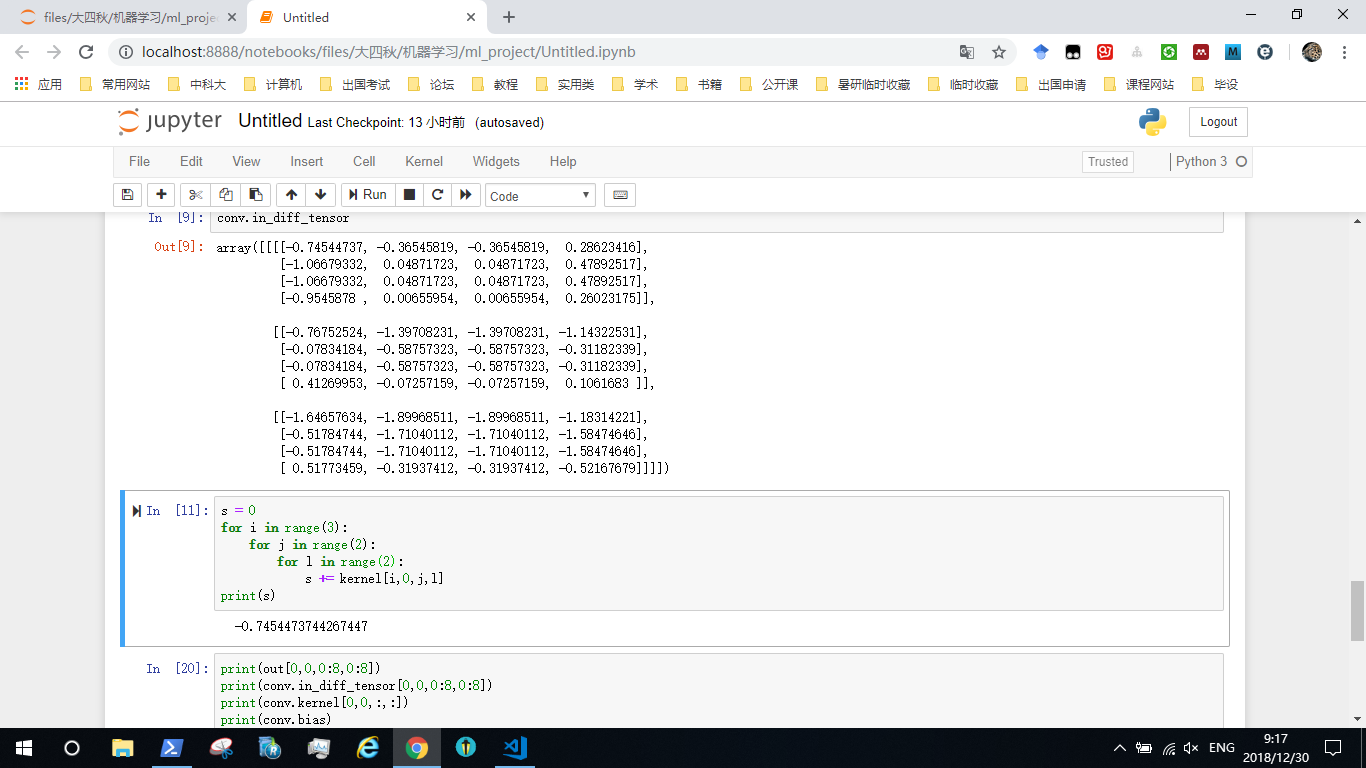 files/大四秋/机器学习/ml_proje
Untitled
localhost:8888/notebooks/files/大四秋/机器学习/ml_project/Untitled.ipynb
应用 常用网站 中科大 计算机 出国考试 论坛 教程 实用类 学术 书籍 公开课 暑研临时收藏 临时收藏 出国申请 课程网站 毕设
jupyter Untitled Last Checkpoint: 13 小时前 (autosaved)
Logout
File Edit View Insert Cell Kernel Widgets Help
Trusted Python 3
Run Code
In [9]: conv.in_diff_tensor
Out[9]: array([[[[-0.74544737, -0.36545819, -0.36545819, 0.28623416],
[-1.06679332, 0.04871723, 0.04871723, 0.47892517],
[-1.06679332, 0.04871723, 0.04871723, 0.47892517],
[-0.9545878 , 0.00655954, 0.00655954, 0.26023175]],
[[-0.76752524, -1.39708231, -1.39708231, -1.14322531],
[-0.07834184, -0.58757323, -0.58757323, -0.31182339],
[-0.07834184, -0.58757323, -0.58757323, -0.31182339],
[ 0.41269953, -0.07257159, -0.07257159, 0.1061683 ]],
[[-1.64657634, -1.89968511, -1.89968511, -1.18314221],
[-0.51784744, -1.71040112, -1.71040112, -1.58474646],
[-0.51784744, -1.71040112, -1.71040112, -1.58474646],
[ 0.51773459, -0.31937412, -0.31937412, -0.52167679]]]])
In [11]: s = 0
for i in range(3):
for j in range(2):
for l in range(2):
s += kernel[i,0,j,l]
print(s)
-0.7454473744267447
In [20]: print(out[0,0,0:8,0:8])
print(conv.in_diff_tensor[0,0,0:8,0:8])
print(conv.kernel[0,0,:,:])
print(conv.bias)
ENG
9:17
2018/12/30